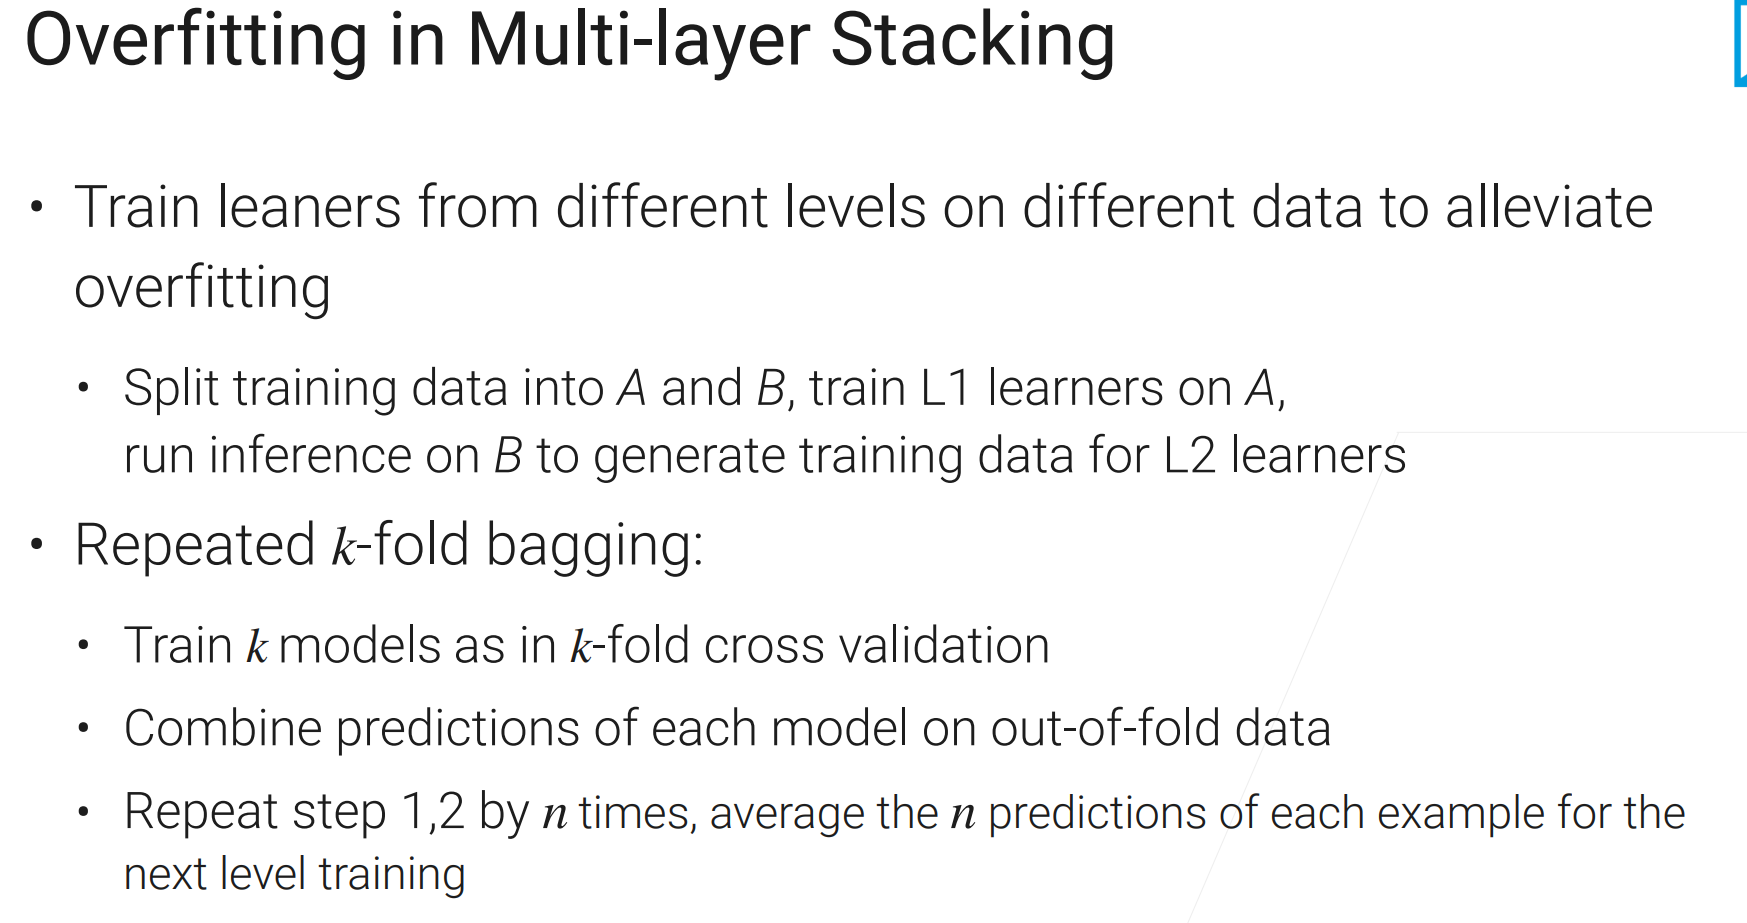 Overfitting in Multi-layer Stacking
• Train leaners from different levels on different data to alleviate
overfitting
• Split training data into A and B, train L1 learners on A,
run inference on B to generate training data for L2 learners
• Repeated k-fold bagging:
• Train k models as in k-fold cross validation
• Combine predictions of each model on out-of-fold data
• Repeat step 1,2 by n times, average the n predictions of each example for the
next level training